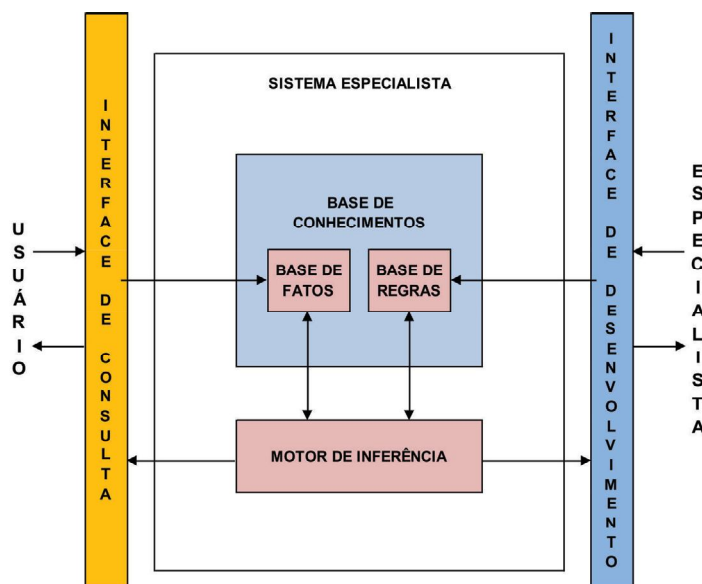 USUÁRIO
INTERFACE DE CONSULTA
SISTEMA ESPECIALISTA
BASE DE
CONHECIMENTOS
BASE DE
FATOS
BASE DE
REGRAS
MOTOR DE INFERÊNCIA
INTERFACE DE DESENVOLVIMENTO
ESPECIALISTA